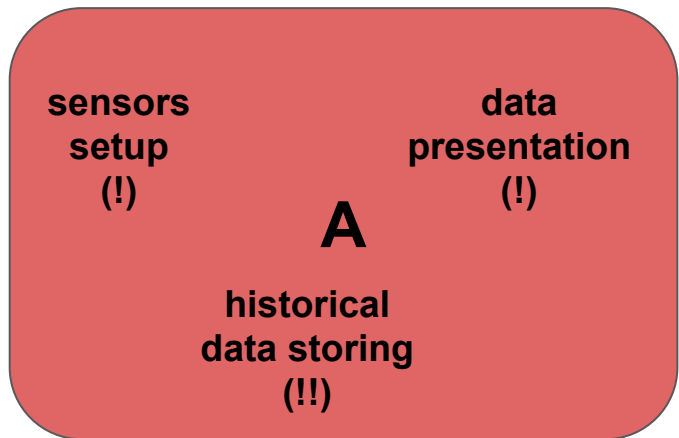 sensors
setup
(!)
data
presentation
(!)
A
historical
data storing
(!!)